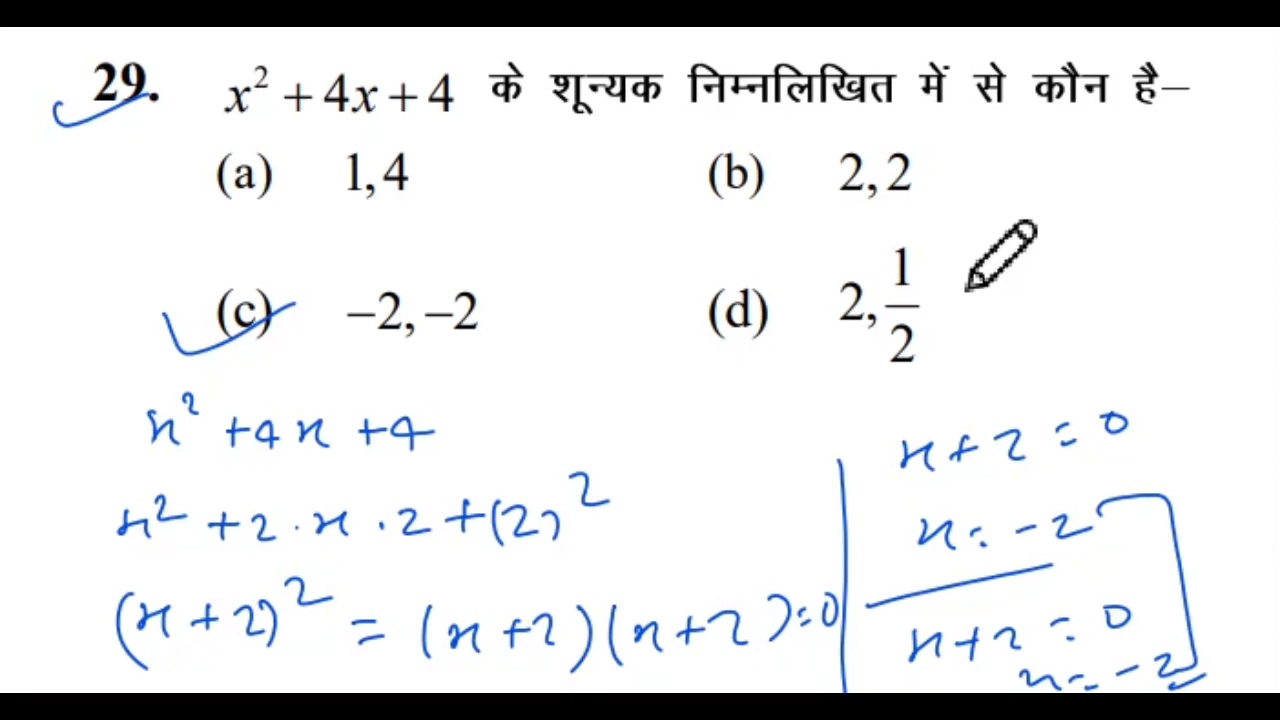 29. x² + 4x + 4 के शून्यक निम्नलिखित में से कौन है–
(a) 1, 4 (b) 2, 2
(c) –2, –2 (d) 2, 1/2
x² + 4x + 4
x² + 2 · x · 2 + (2)²
(x + 2)² = (x + 2)(x + 2) = 0
x + 2 = 0
x = -2
x + 2 = 0
x = -2